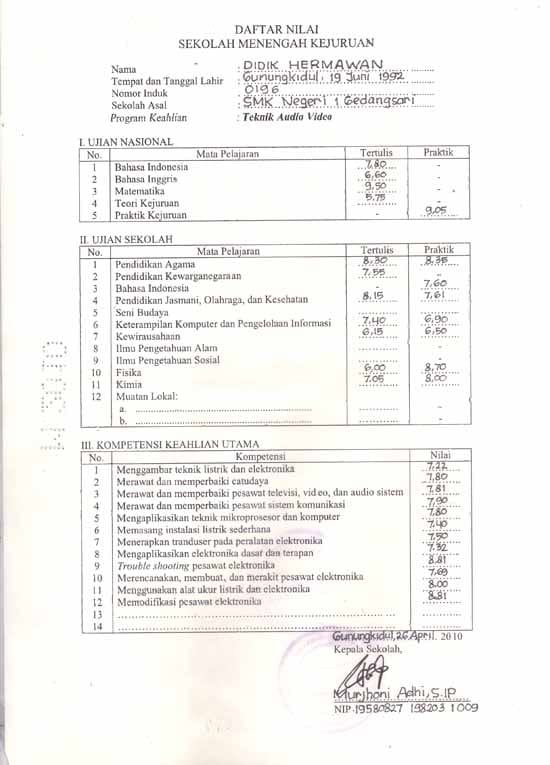 DAFTAR NILAI
SEKOLAH MENENGAH KEJURUAN
Nama : DIDIK HERMAWAN
Tempat dan Tanggal Lahir : Gunungkidul, 19 Juni 1992
Nomor Induk : 0196
Sekolah Asal : SMK Negeri 1 Gedangsari
Program Keahlian : Teknik Audio Video
I. UJIAN NASIONAL
No. Mata Pelajaran Tertulis Praktik
1 Bahasa Indonesia 7,80 -
2 Bahasa Inggris 6,60 -
3 Matematika 9,50 -
4 Teori Kejuruan 5,75 -
5 Praktik Kejuruan - 9,05
II. UJIAN SEKOLAH
No. Mata Pelajaran Tertulis Praktik
1 Pendidikan Agama 8,30 8,35
2 Pendidikan Kewarganegaraan 7,55 -
3 Bahasa Indonesia - 7,60
4 Pendidikan Jasmani, Olahraga, dan Kesehatan 8,15 7,61
5 Seni Budaya
6 Keterampilan Komputer dan Pengelolaan Informasi 7,40 6,90
7 Kewirausahaan 6,15 6,50
8 Ilmu Pengetahuan Alam -
9 Ilmu Pengetahuan Sosial -
10 Fisika 6,00 8,70
11 Kimia 7,05 8,00
12 Muatan Lokal:
a. -
b. -
III. KOMPETENSI KEAHLIAN UTAMA
No. Kompetensi Nilai
1 Menggambar teknik listrik dan elektronika 7,22
2 Merawat dan memperbaiki catudaya 7,80
3 Merawat dan memperbaiki pesawat televisi, video, dan audio sistem 7,81
4 Merawat dan memperbaiki pesawat sistem komunikasi 7,90
5 Mengaplikasikan teknik mikroprosesor dan komputer 7,80
6 Memasang instalasi listrik sederhana 7,40
7 Menerapkan tranduser pada peralatan elektronika 7,50
8 Mengaplikasikan elektronika dasar dan terapan 7,32
9 Trouble shooting pesawat elektronika 8,81
10 Merencanakan, membuat, dan merakit pesawat elektronika 7,69
11 Menggunakan alat ukur listrik dan elektronika 8,00
12 Memodifikasi pesawat elektronika 8,81
13
14
Gunungkidul, 26 April 2010
Kepala Sekolah,
Murjhoni Adhi, S.IP
NIP.19580827 198203 1 009